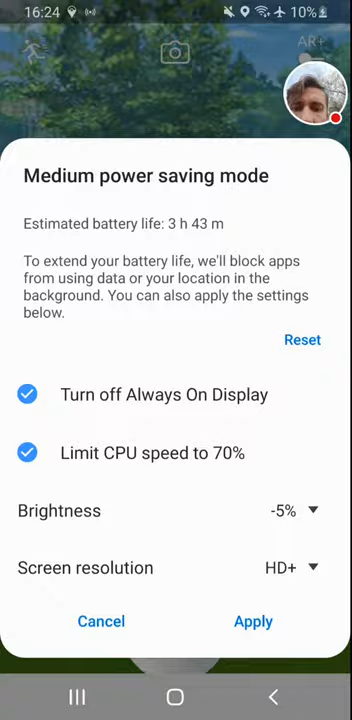 16:24 10%
AR+
Medium power saving mode
Estimated battery life: 3 h 43 m
To extend your battery life, we'll block apps
from using data or your location in the
background. You can also apply the settings
below.
Reset
Turn off Always On Display
Limit CPU speed to 70%
Brightness -5%
Screen resolution HD+
Cancel Apply